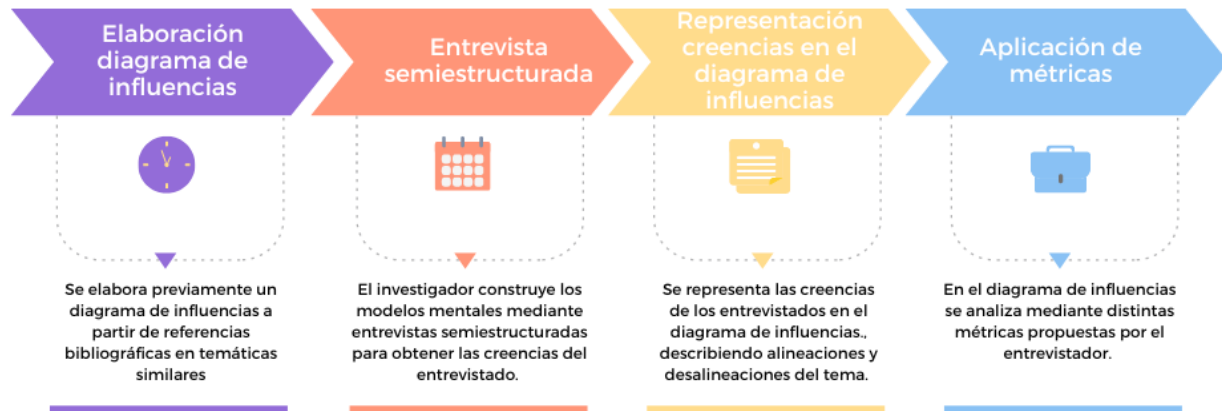 Elaboración
diagrama de
influencias
Entrevista
semiestructurada
Representación
creencias en el
diagrama de
influencias
Aplicación de
métricas
Se elabora previamente un
diagrama de influencias a
partir de referencias
bibliográficas en temáticas
similares
El investigador construye los
modelos mentales mediante
entrevistas semiestructuradas
para obtener las creencias del
entrevistado.
Se representa las creencias
de los entrevistados en el
diagrama de influencias.,
describiendo alineaciones y
desalineaciones del tema.
En el diagrama de influencias
se analiza mediante distintas
métricas propuestas por el
entrevistador.